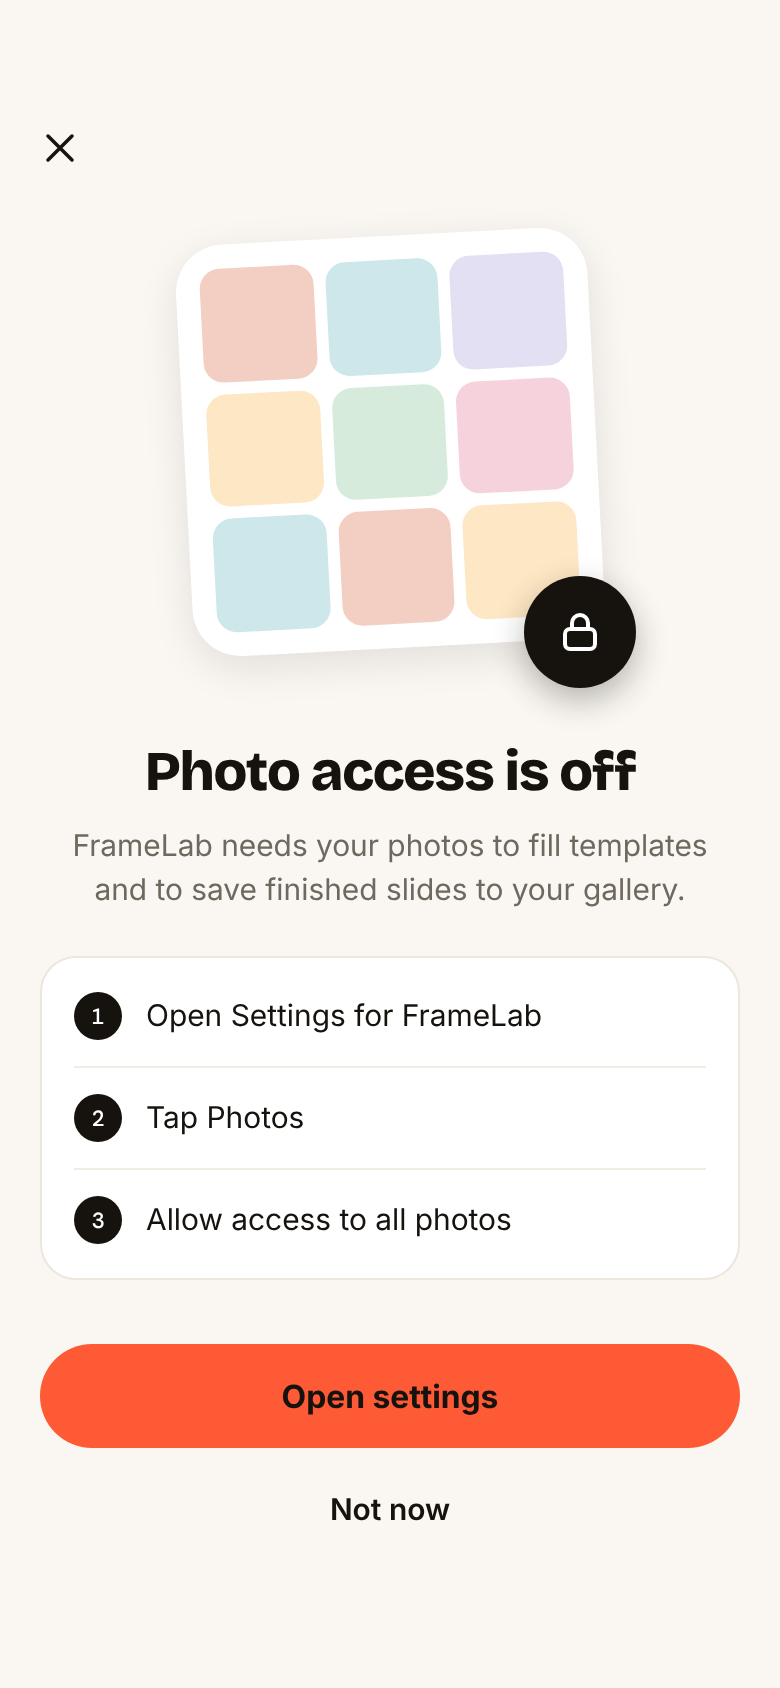 Photo access is off
FrameLab needs your photos to fill templates
and to save finished slides to your gallery.
1 Open Settings for FrameLab
2 Tap Photos
3 Allow access to all photos
Open settings
Not now